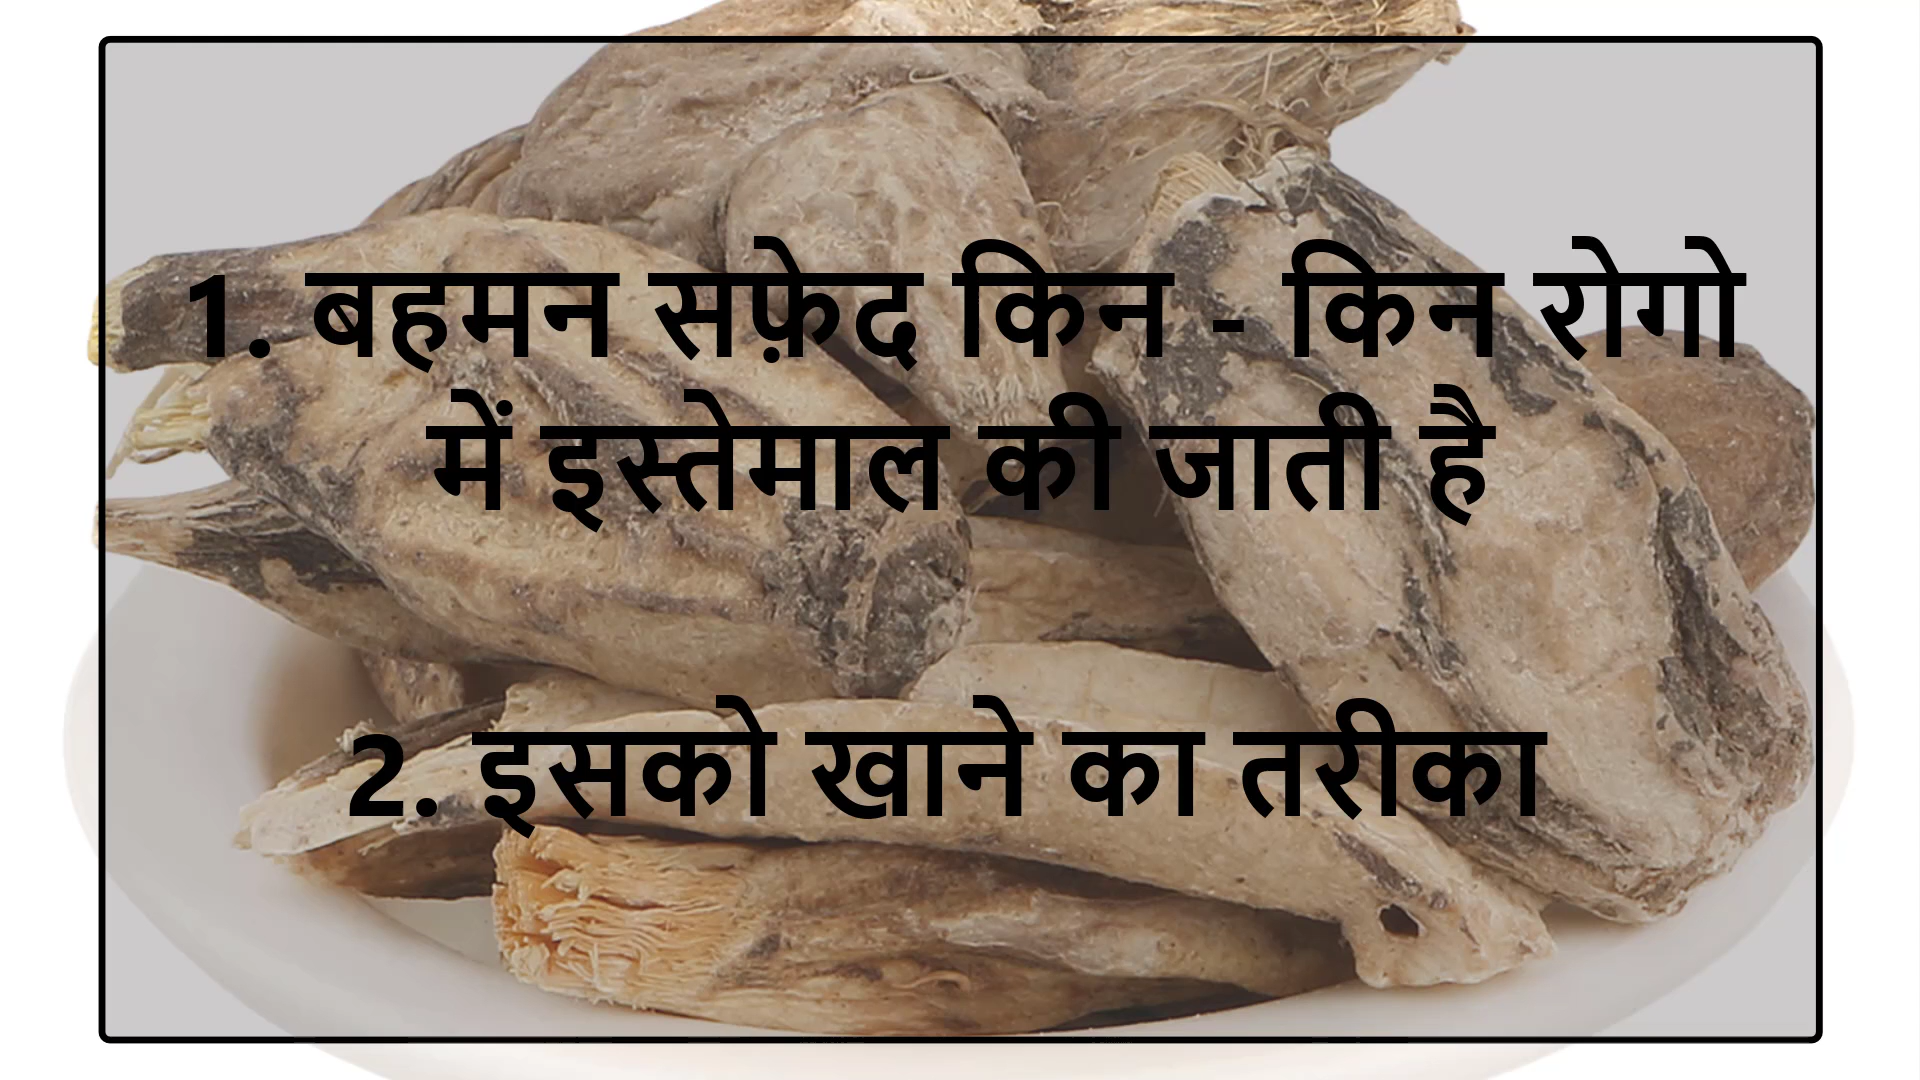 1. बहमन सफ़ेद किन - किन रोगो
में इस्तेमाल की जाती है
2. इसको खाने का तरीका